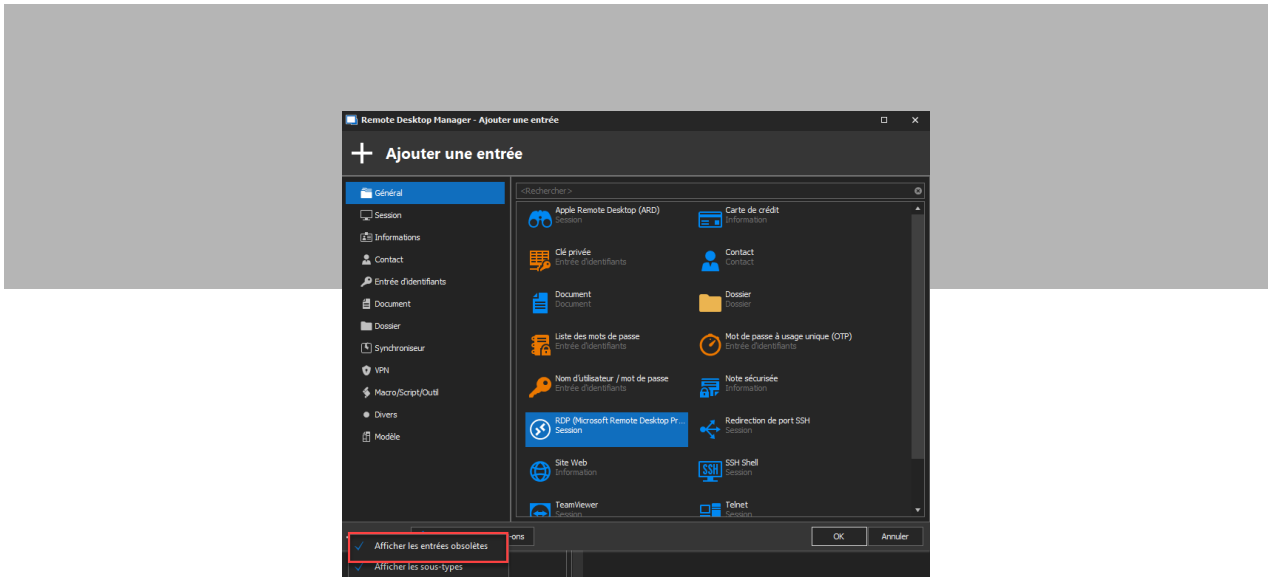 Remote Desktop Manager - Ajouter une entrée
Ajouter une entrée
Général
Session
Informations
Contact
Entrée d'identifiants
Document
Dossier
Synchroniseur
VPN
Macro/Script/Outil
Divers
Modèle
<Rechercher>
Apple Remote Desktop (ARD)
Session
Carte de crédit
Information
Clé privée
Entrée d'identifiants
Contact
Contact
Document
Document
Dossier
Dossier
Liste des mots de passe
Entrée d'identifiants
Mot de passe à usage unique (OTP)
Entrée d'identifiants
Nom d'utilisateur / mot de passe
Entrée d'identifiants
Note sécurisée
Information
RDP (Microsoft Remote Desktop Pr...
Session
Redirection de port SSH
Session
Site Web
Information
SSH Shell
Session
TeamViewer
Session
Telnet
Session
OK
Annuler
Afficher les entrées obsolètes
Afficher les sous-types